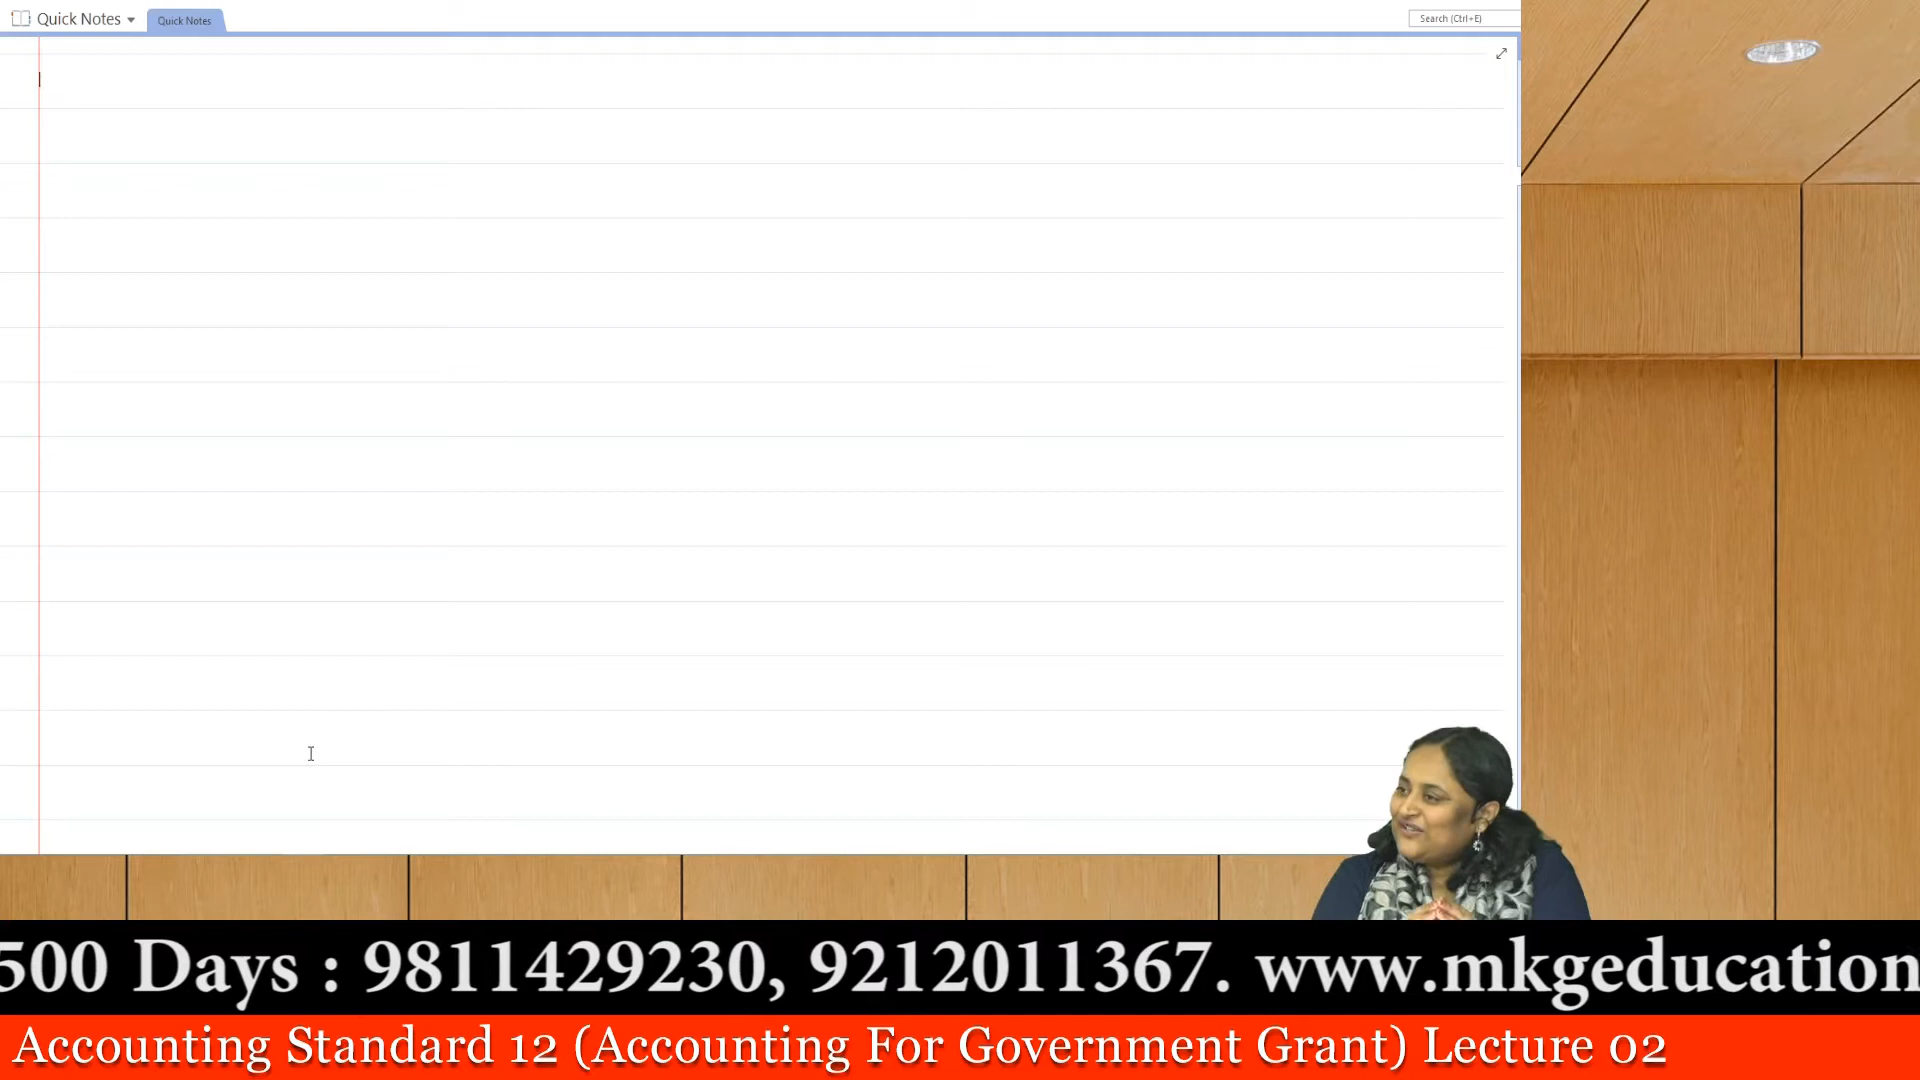 Quick Notes
Quick Notes
Search (Ctrl+E)
500 Days : 9811429230, 9212011367. www.mkgeducation
Accounting Standard 12 (Accounting For Government Grant) Lecture 02